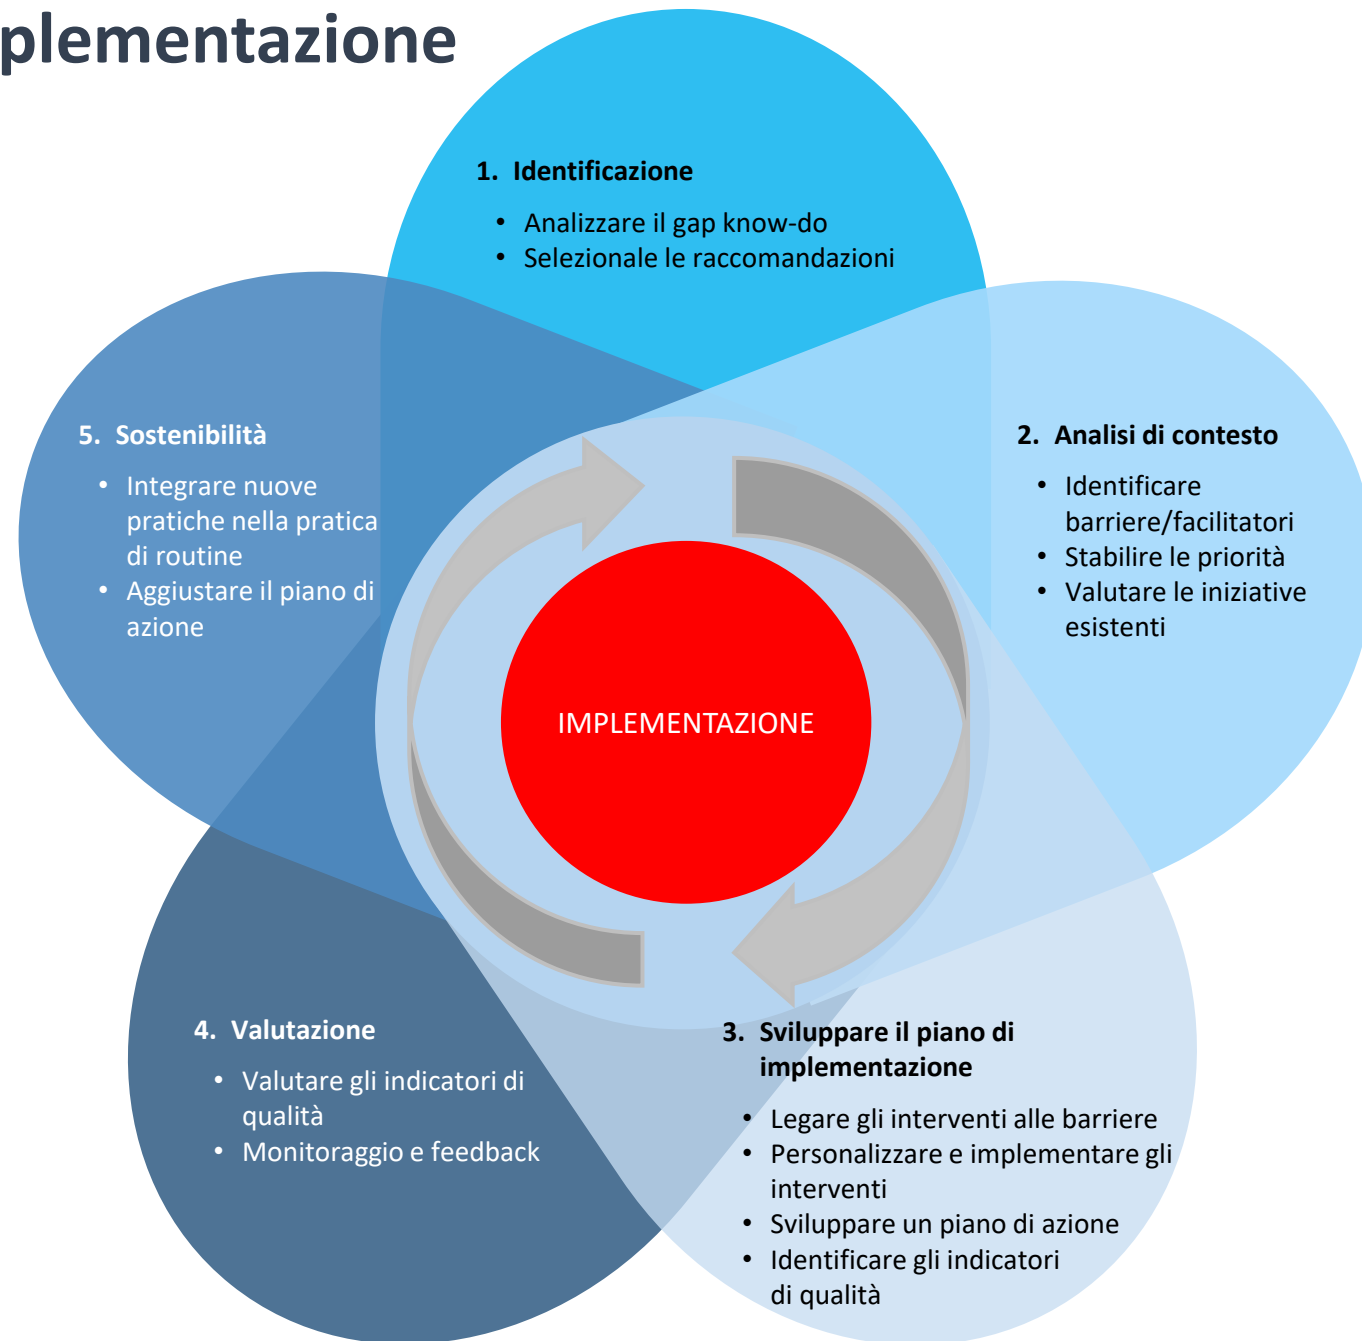 plementazione
1. Identificazione
• Analizzare il gap know-do
• Selezionale le raccomandazioni
2. Analisi di contesto
• Identificare
barriere/facilitatori
• Stabilire le priorità
• Valutare le iniziative
esistenti
3. Sviluppare il piano di
implementazione
• Legare gli interventi alle barriere
• Personalizzare e implementare gli
interventi
• Sviluppare un piano di azione
• Identificare gli indicatori
di qualità
4. Valutazione
• Valutare gli indicatori di
qualità
• Monitoraggio e feedback
5. Sostenibilità
• Integrare nuove
pratiche nella pratica
di routine
• Aggiustare il piano di
azione
IMPLEMENTAZIONE